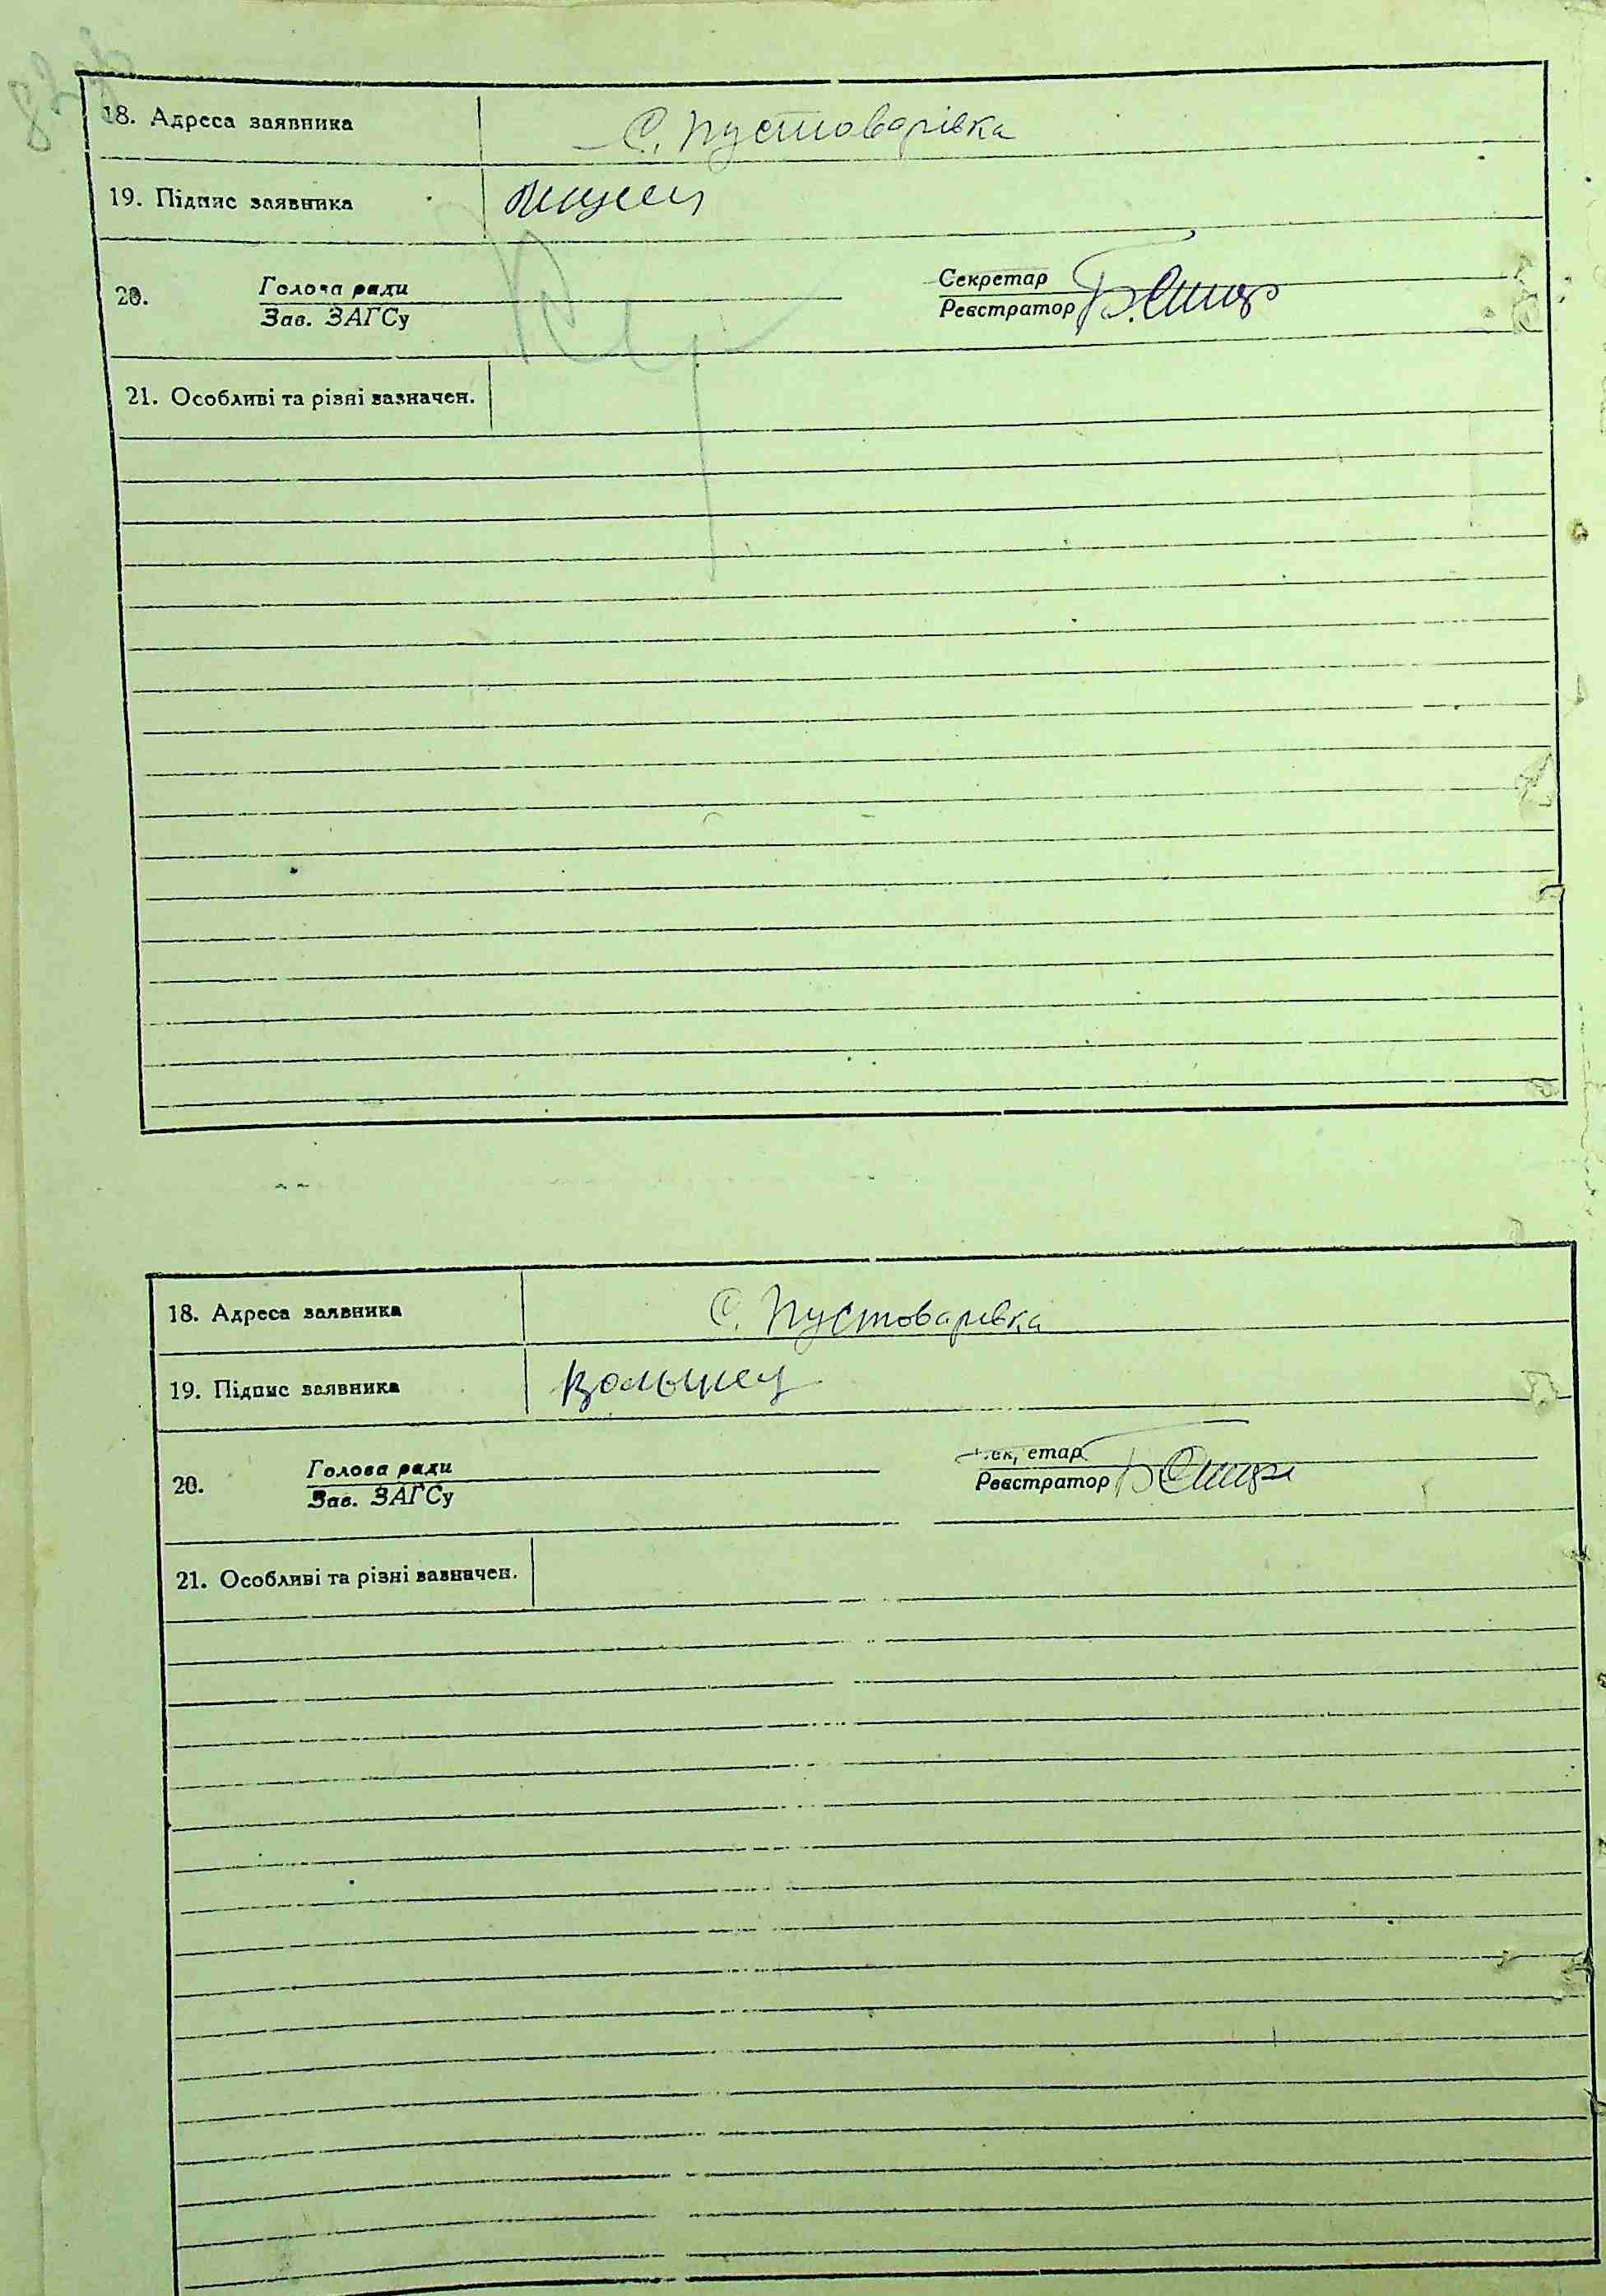 18. Адреса заявника С. Пустоварівка
19. Підпис заявника
20. Голова ради Секретар
Зав. ЗАГСу Реєстратор
21. Особливі та різні зазначен.
18. Адреса заявника С. Пустоварівка
19. Підпис заявника
20. Голова ради Секретар
Зав. ЗАГСу Реєстратор
21. Особливі та різні зазначен.